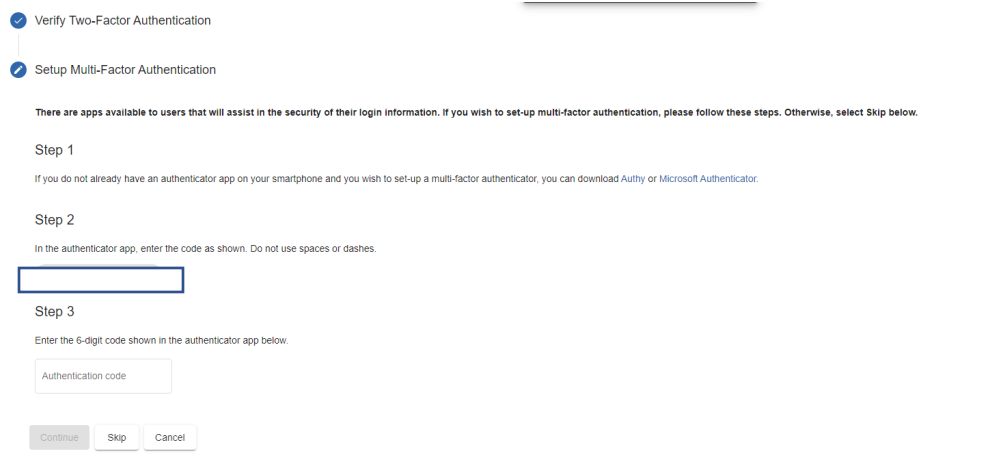 Verify Two-Factor Authentication
Setup Multi-Factor Authentication
There are apps available to users that will assist in the security of their login information. If you wish to set-up multi-factor authentication, please follow these steps. Otherwise, select Skip below.
Step 1
If you do not already have an authenticator app on your smartphone and you wish to set-up a multi-factor authenticator, you can download Authy or Microsoft Authenticator.
Step 2
In the authenticator app, enter the code as shown. Do not use spaces or dashes.
Step 3
Enter the 6-digit code shown in the authenticator app below.
Authentication code
Continue Skip Cancel